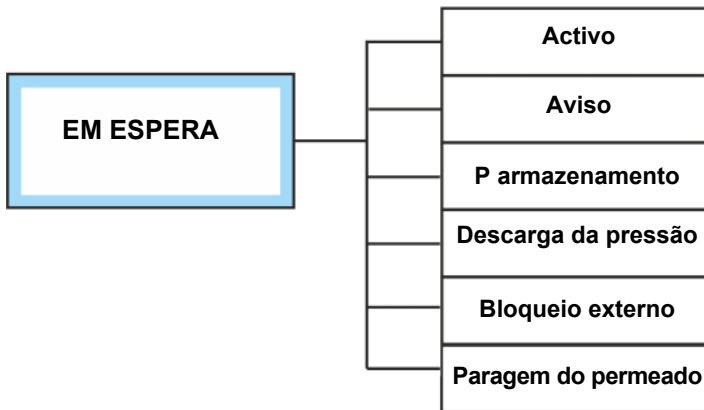 EM ESPERA
Activo
Aviso
P armazenamento
Descarga da pressão
Bloqueio externo
Paragem do permeado